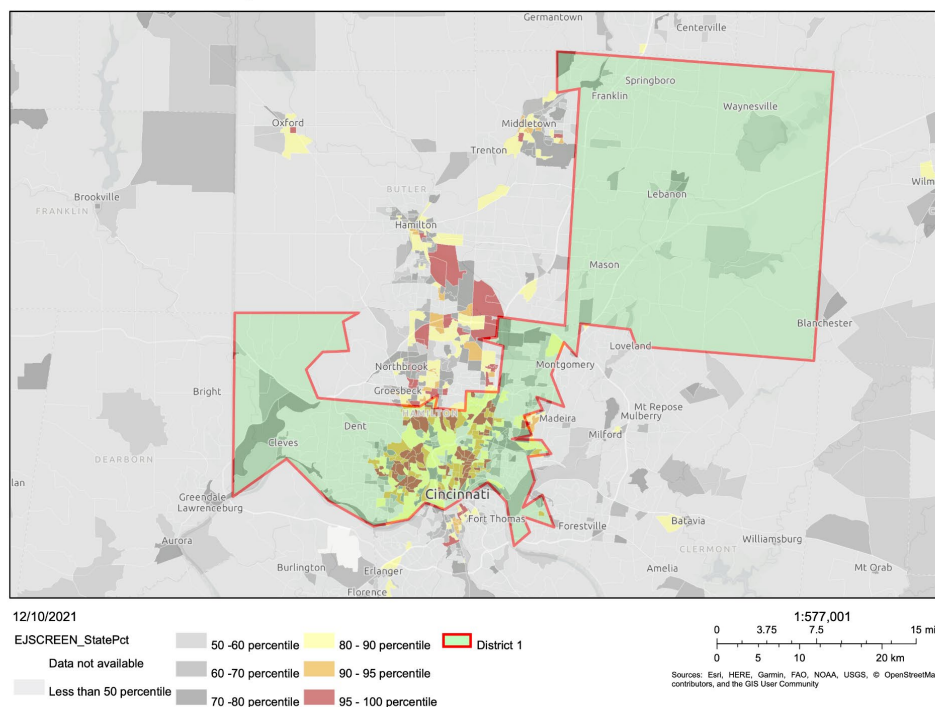 Germantown
Centerville
Springboro
Franklin
Waynesville
Oxford
Middletown
Trenton
Lebanon
Wilm
Brookville
FRANKLIN
BUTLER
Hamilton
Mason
Blanchester
Loveland
Montgomery
Bright
Northbrook
Groesbeck
HAMILTON
Mt Repose
Mulberry
Madeira
Dent
Milford
Cleves
DEARBORN
lan
Cincinnati
Greendale
Lawrenceburg
Fort Thomas
Forestville
Batavia
Aurora
Williamsburg
CLERMONT
Burlington
Erlanger
Amelia
Mt Orab
Florence
12/10/2021
1:577,001
EJSCREEN_StatePct
Data not available
Less than 50 percentile
50 -60 percentile
60 -70 percentile
70 -80 percentile
80 - 90 percentile
90 - 95 percentile
95 - 100 percentile
District 1
0 3.75 7.5 15 mi
0 5 10 20 km
Sources: Esri, HERE, Garmin, FAO, NOAA, USGS, © OpenStreetMa
contributors, and the GIS User Community